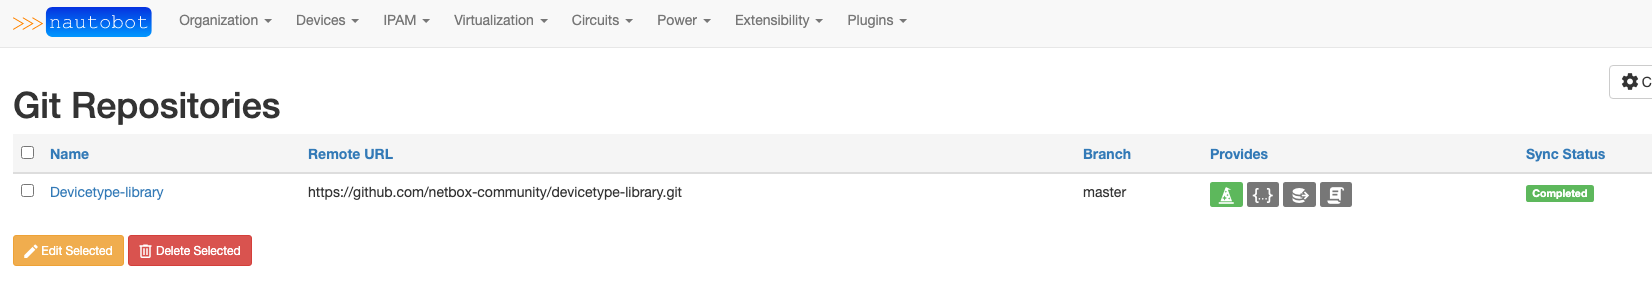 >>> nautobot Organization Devices IPAM Virtualization Circuits Power Extensibility Plugins
C
Git Repositories
Name Remote URL Branch Provides Sync Status
Devicetype-library https://github.com/netbox-community/devicetype-library.git master {...} Completed
Edit Selected Delete Selected